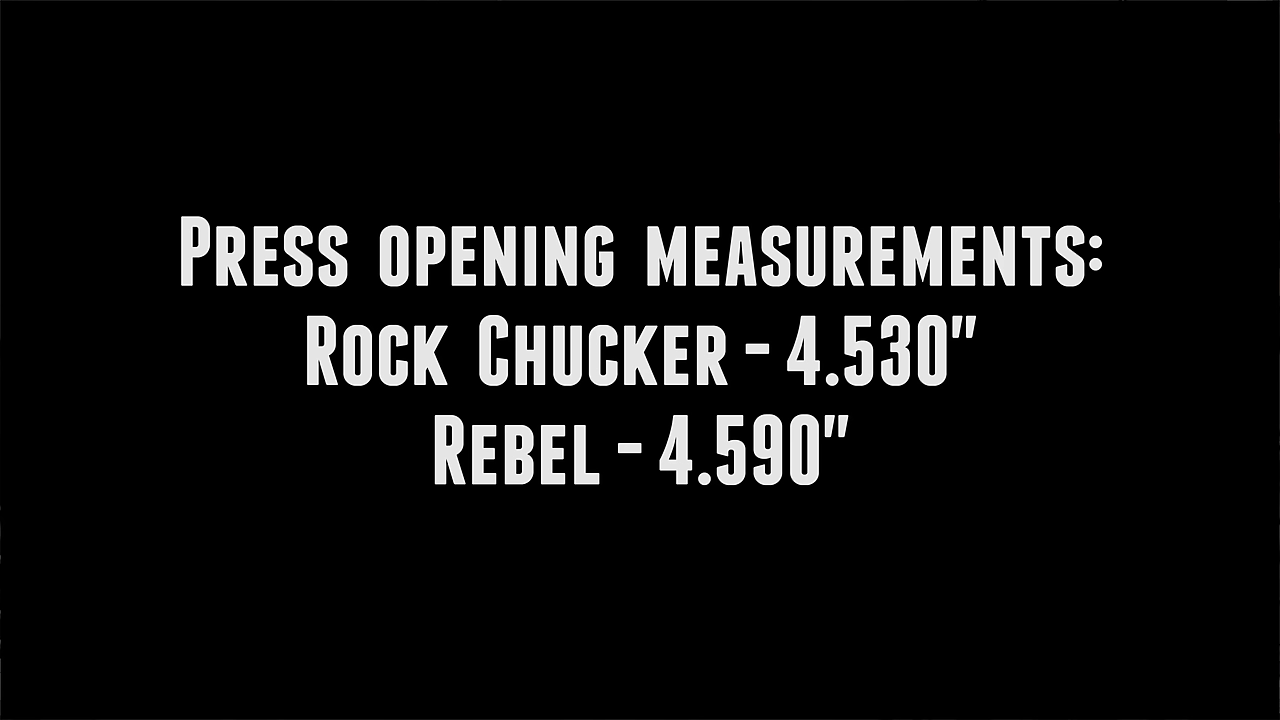 Press opening measurements:
Rock Chucker - 4.530"
Rebel - 4.590"